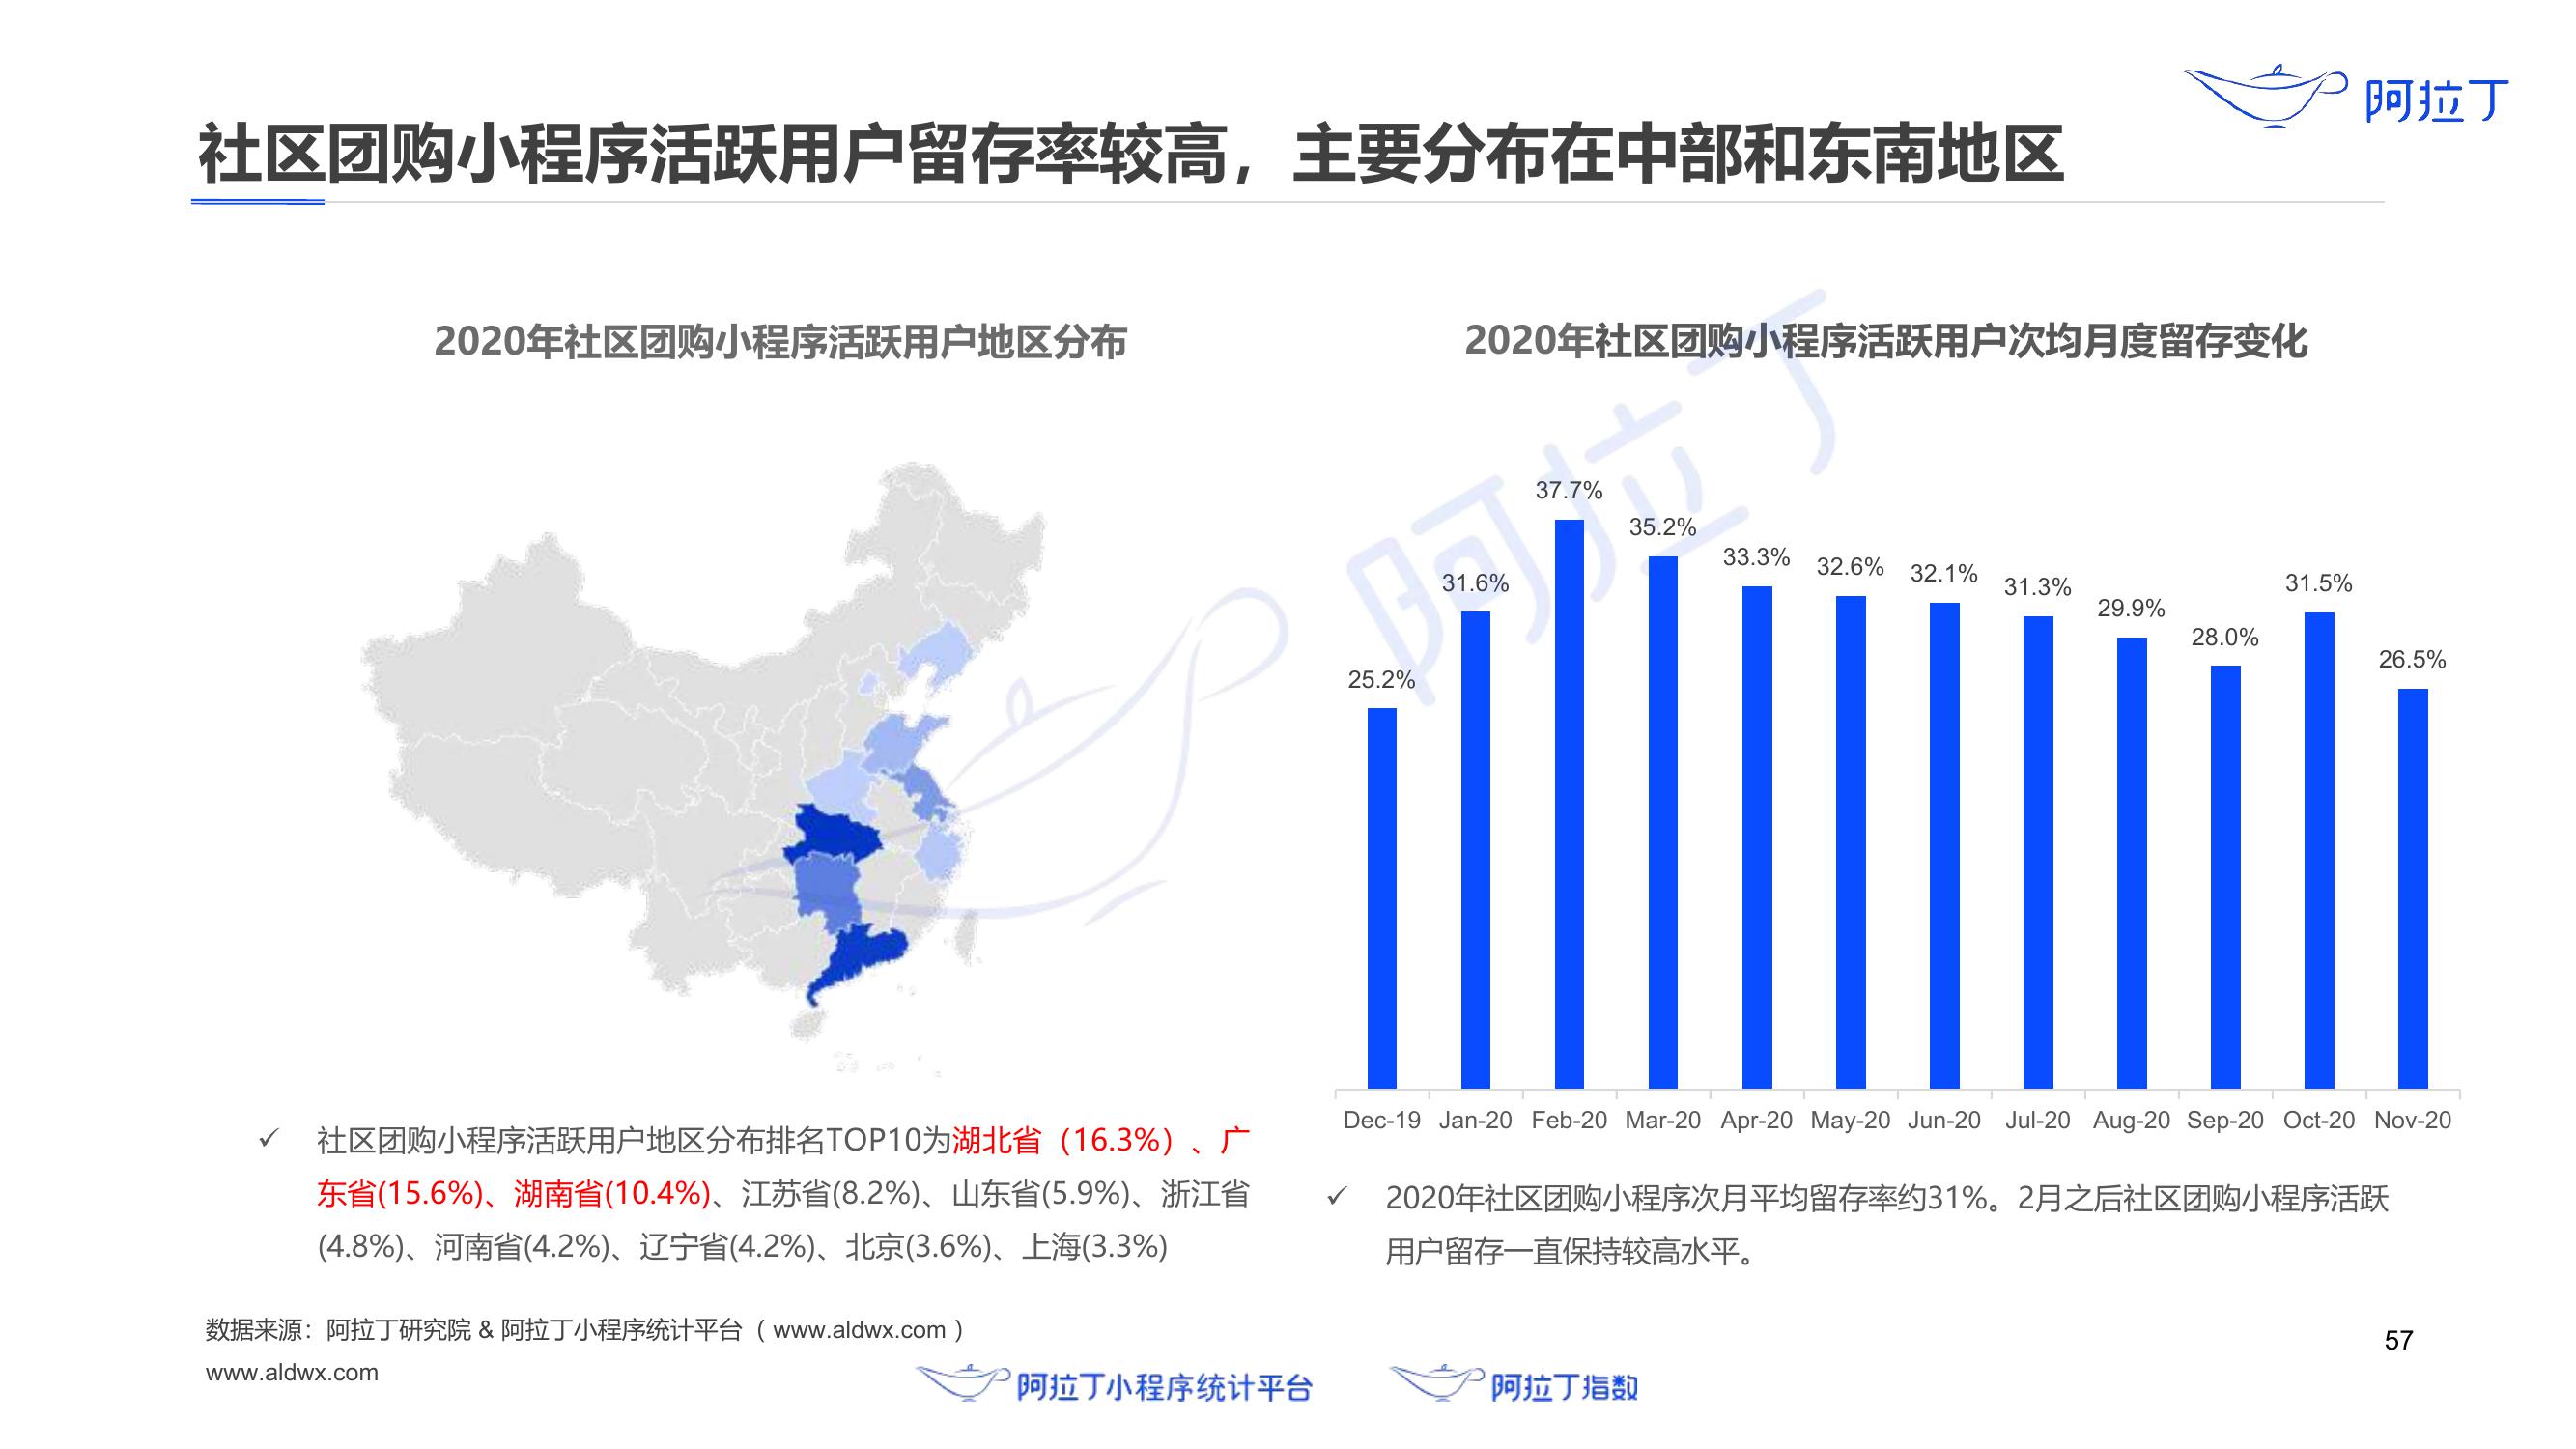 阿拉丁
社区团购小程序活跃用户留存率较高，主要分布在中部和东南地区
2020年社区团购小程序活跃用户地区分布
社区团购小程序活跃用户地区分布排名TOP10为湖北省（16.3%）、广
东省(15.6%)、湖南省(10.4%)、江苏省(8.2%)、山东省(5.9%)、浙江省
(4.8%)、河南省(4.2%)、辽宁省(4.2%)、北京(3.6%)、上海(3.3%)
2020年社区团购小程序活跃用户次均月度留存变化
阿拉丁
25.2%
31.6%
37.7%
35.2%
33.3%
32.6%
32.1%
31.3%
29.9%
28.0%
31.5%
26.5%
Dec-19 Jan-20 Feb-20 Mar-20 Apr-20 May-20 Jun-20 Jul-20 Aug-20 Sep-20 Oct-20 Nov-20
2020年社区团购小程序次月平均留存率约31%。2月之后社区团购小程序活跃
用户留存一直保持较高水平。
数据来源：阿拉丁研究院 & 阿拉丁小程序统计平台（www.aldwx.com）
57
www.aldwx.com
阿拉丁小程序统计平台
阿拉丁指数